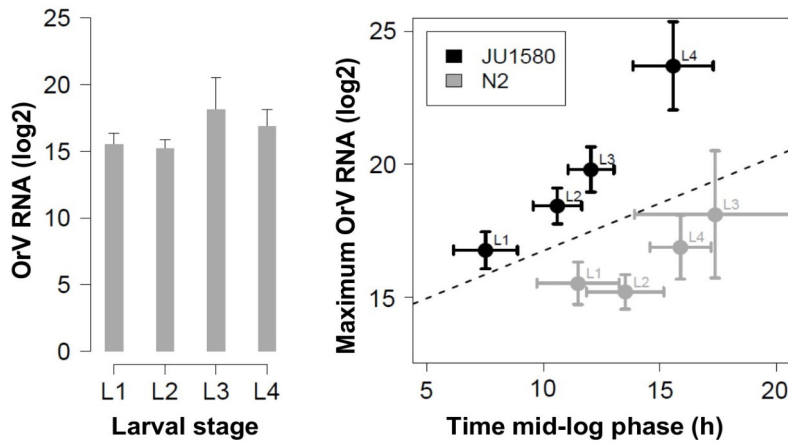 25
20
15
10
5
0
OrV RNA (log2)
L1 L2 L3 L4
Larval stage
25
20
15
Maximum OrV RNA (log2)
JU1580
N2
L4
L3
L2
L1
L3
L4
L1
L2
5 10 15 20
Time mid-log phase (h)